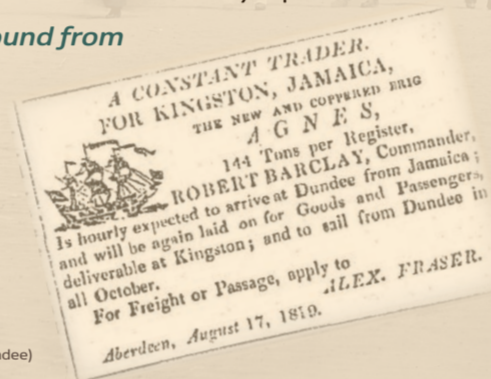 ound from
A CONSTANT TRADER.
FOR KINGSTON, JAMAICA,
THE NEW AND COPPERED BRIG
AGNES,
144 Tons per Register,
ROBERT BARCLAY, Commander,
Is hourly expected to arrive at Dundee from Jamaica;
and will be again laid on for Goods and Passengers,
deliverable at Kingston; and to sail from Dundee in
all October.
For Freight or Passage, apply to
ALEX. FRASER.
Aberdeen, August 17, 1819.
ndee)